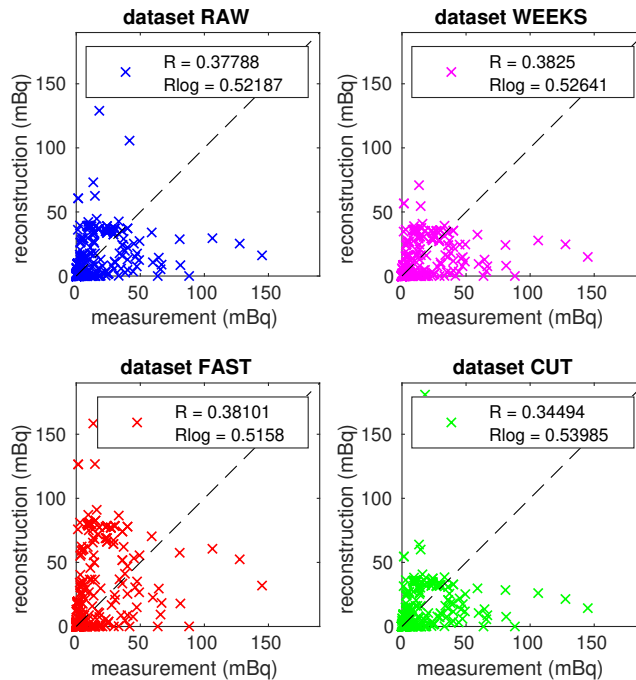 dataset RAW
150
100
50
0
reconstruction (mBq)
R = 0.37788
Rlog = 0.52187
0 50 100 150
measurement (mBq)
dataset WEEKS
150
100
50
0
reconstruction (mBq)
R = 0.3825
Rlog = 0.52641
0 50 100 150
measurement (mBq)
dataset FAST
150
100
50
0
reconstruction (mBq)
R = 0.38101
Rlog = 0.5158
0 50 100 150
measurement (mBq)
dataset CUT
150
100
50
0
reconstruction (mBq)
R = 0.34494
Rlog = 0.53985
0 50 100 150
measurement (mBq)